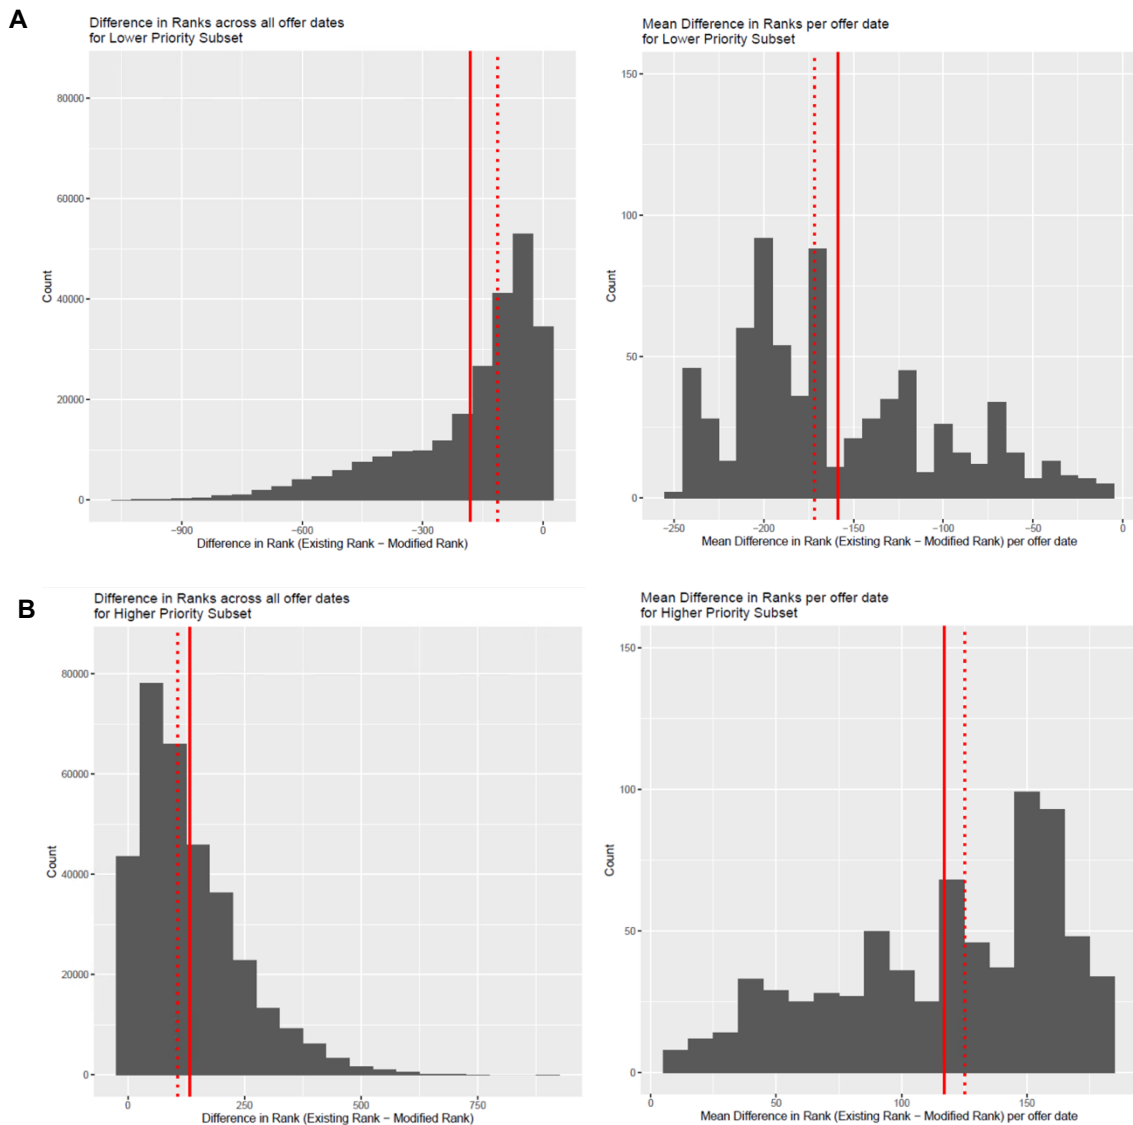 A
Difference in Ranks across all offer dates
for Lower Priority Subset
80000
60000
40000
20000
0
Count
−900
−600
−300
0
Difference in Rank (Existing Rank − Modified Rank)
Mean Difference in Ranks per offer date
for Lower Priority Subset
150
100
50
0
Count
−250
−200
−150
−100
−50
0
Mean Difference in Rank (Existing Rank − Modified Rank) per offer date
B
Difference in Ranks across all offer dates
for Higher Priority Subset
80000
60000
40000
20000
0
Count
0
250
500
750
Difference in Rank (Existing Rank − Modified Rank)
Mean Difference in Ranks per offer date
for Higher Priority Subset
150
100
50
0
Count
0
50
100
150
Mean Difference in Rank (Existing Rank − Modified Rank) per offer date